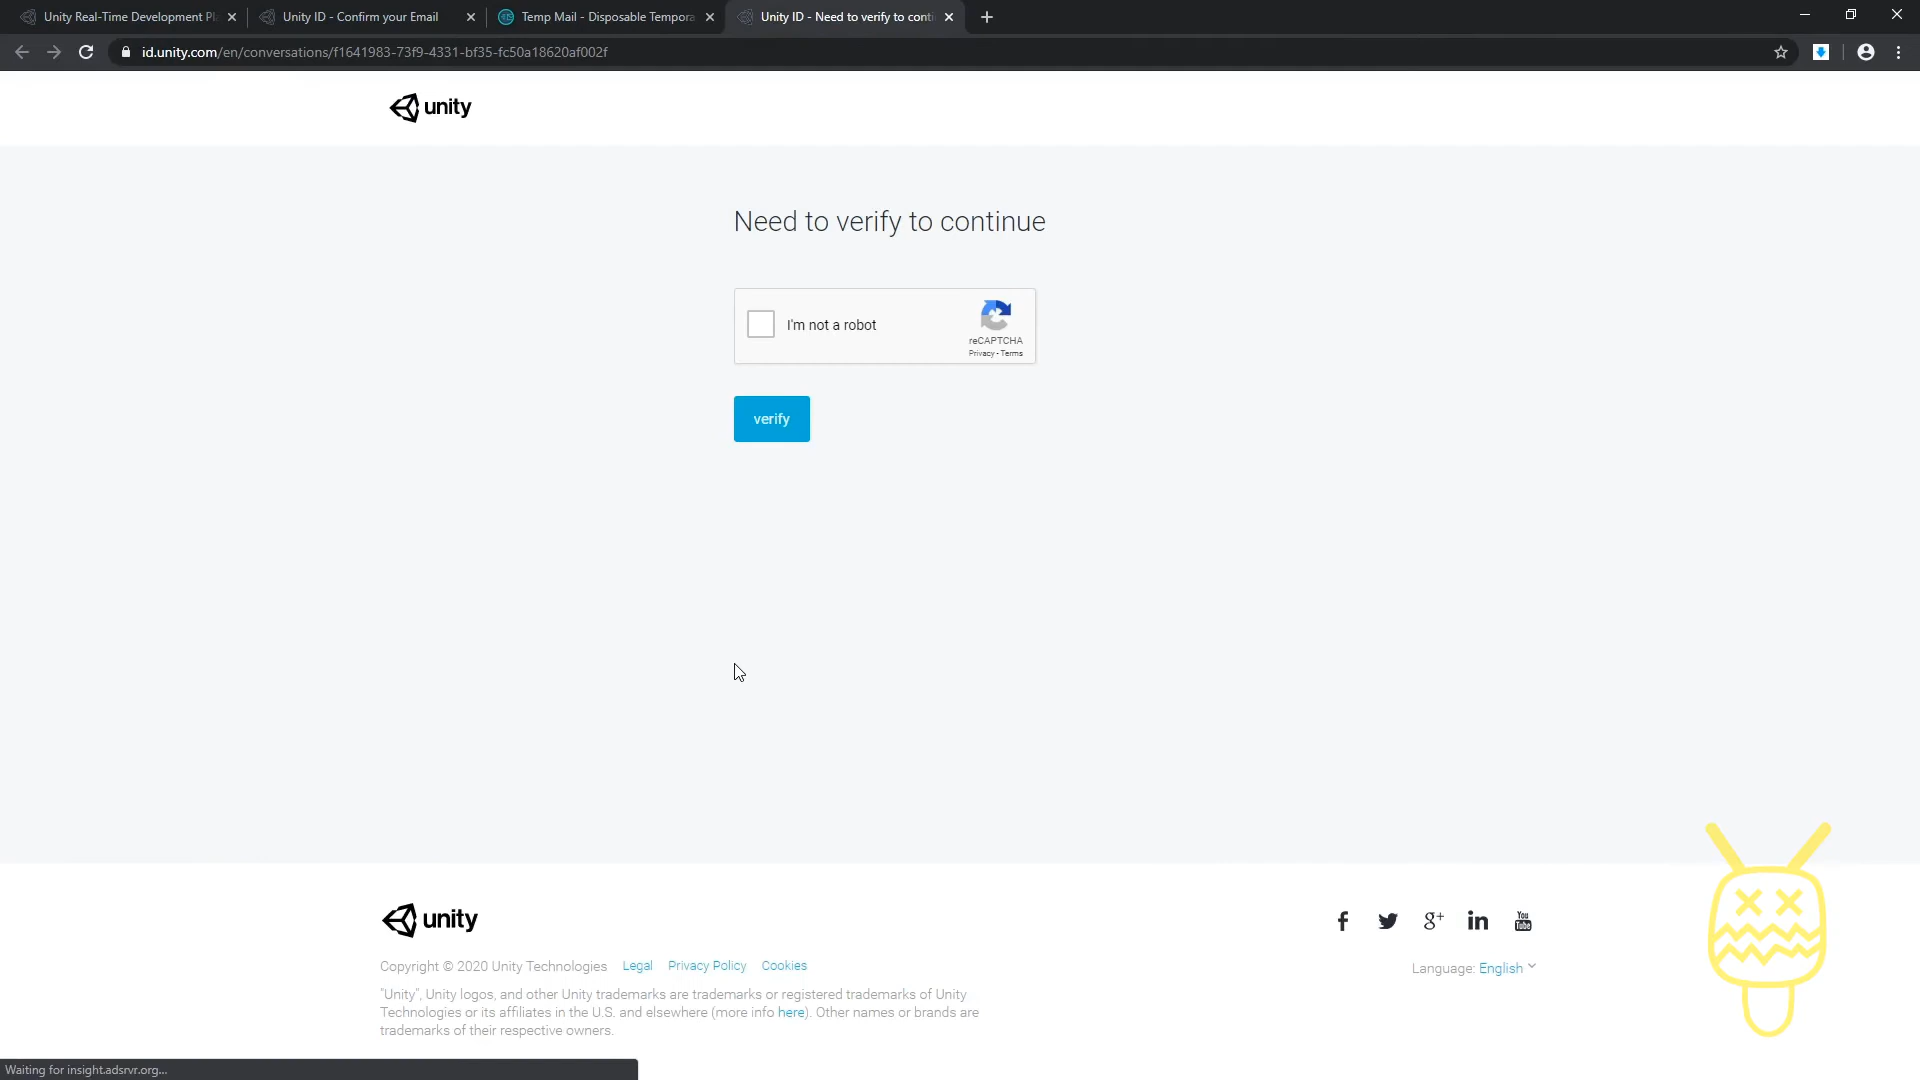 Unity Real-Time Development Pl
Unity ID - Confirm your Email
Temp Mail - Disposable Tempora
Unity ID - Need to verify to conti
id.unity.com/en/conversations/f1641983-73f9-4331-bf35-fc50a18620af002f
unity
Need to verify to continue
I'm not a robot
reCAPTCHA
Privacy - Terms
verify
unity
Copyright © 2020 Unity Technologies Legal Privacy Policy Cookies
"Unity", Unity logos, and other Unity trademarks are trademarks or registered trademarks of Unity
Technologies or its affiliates in the U.S. and elsewhere (more info here). Other names or brands are
trademarks of their respective owners.
f
g+
in
You
Tube
Language: English
Waiting for insight.adsrvr.org...